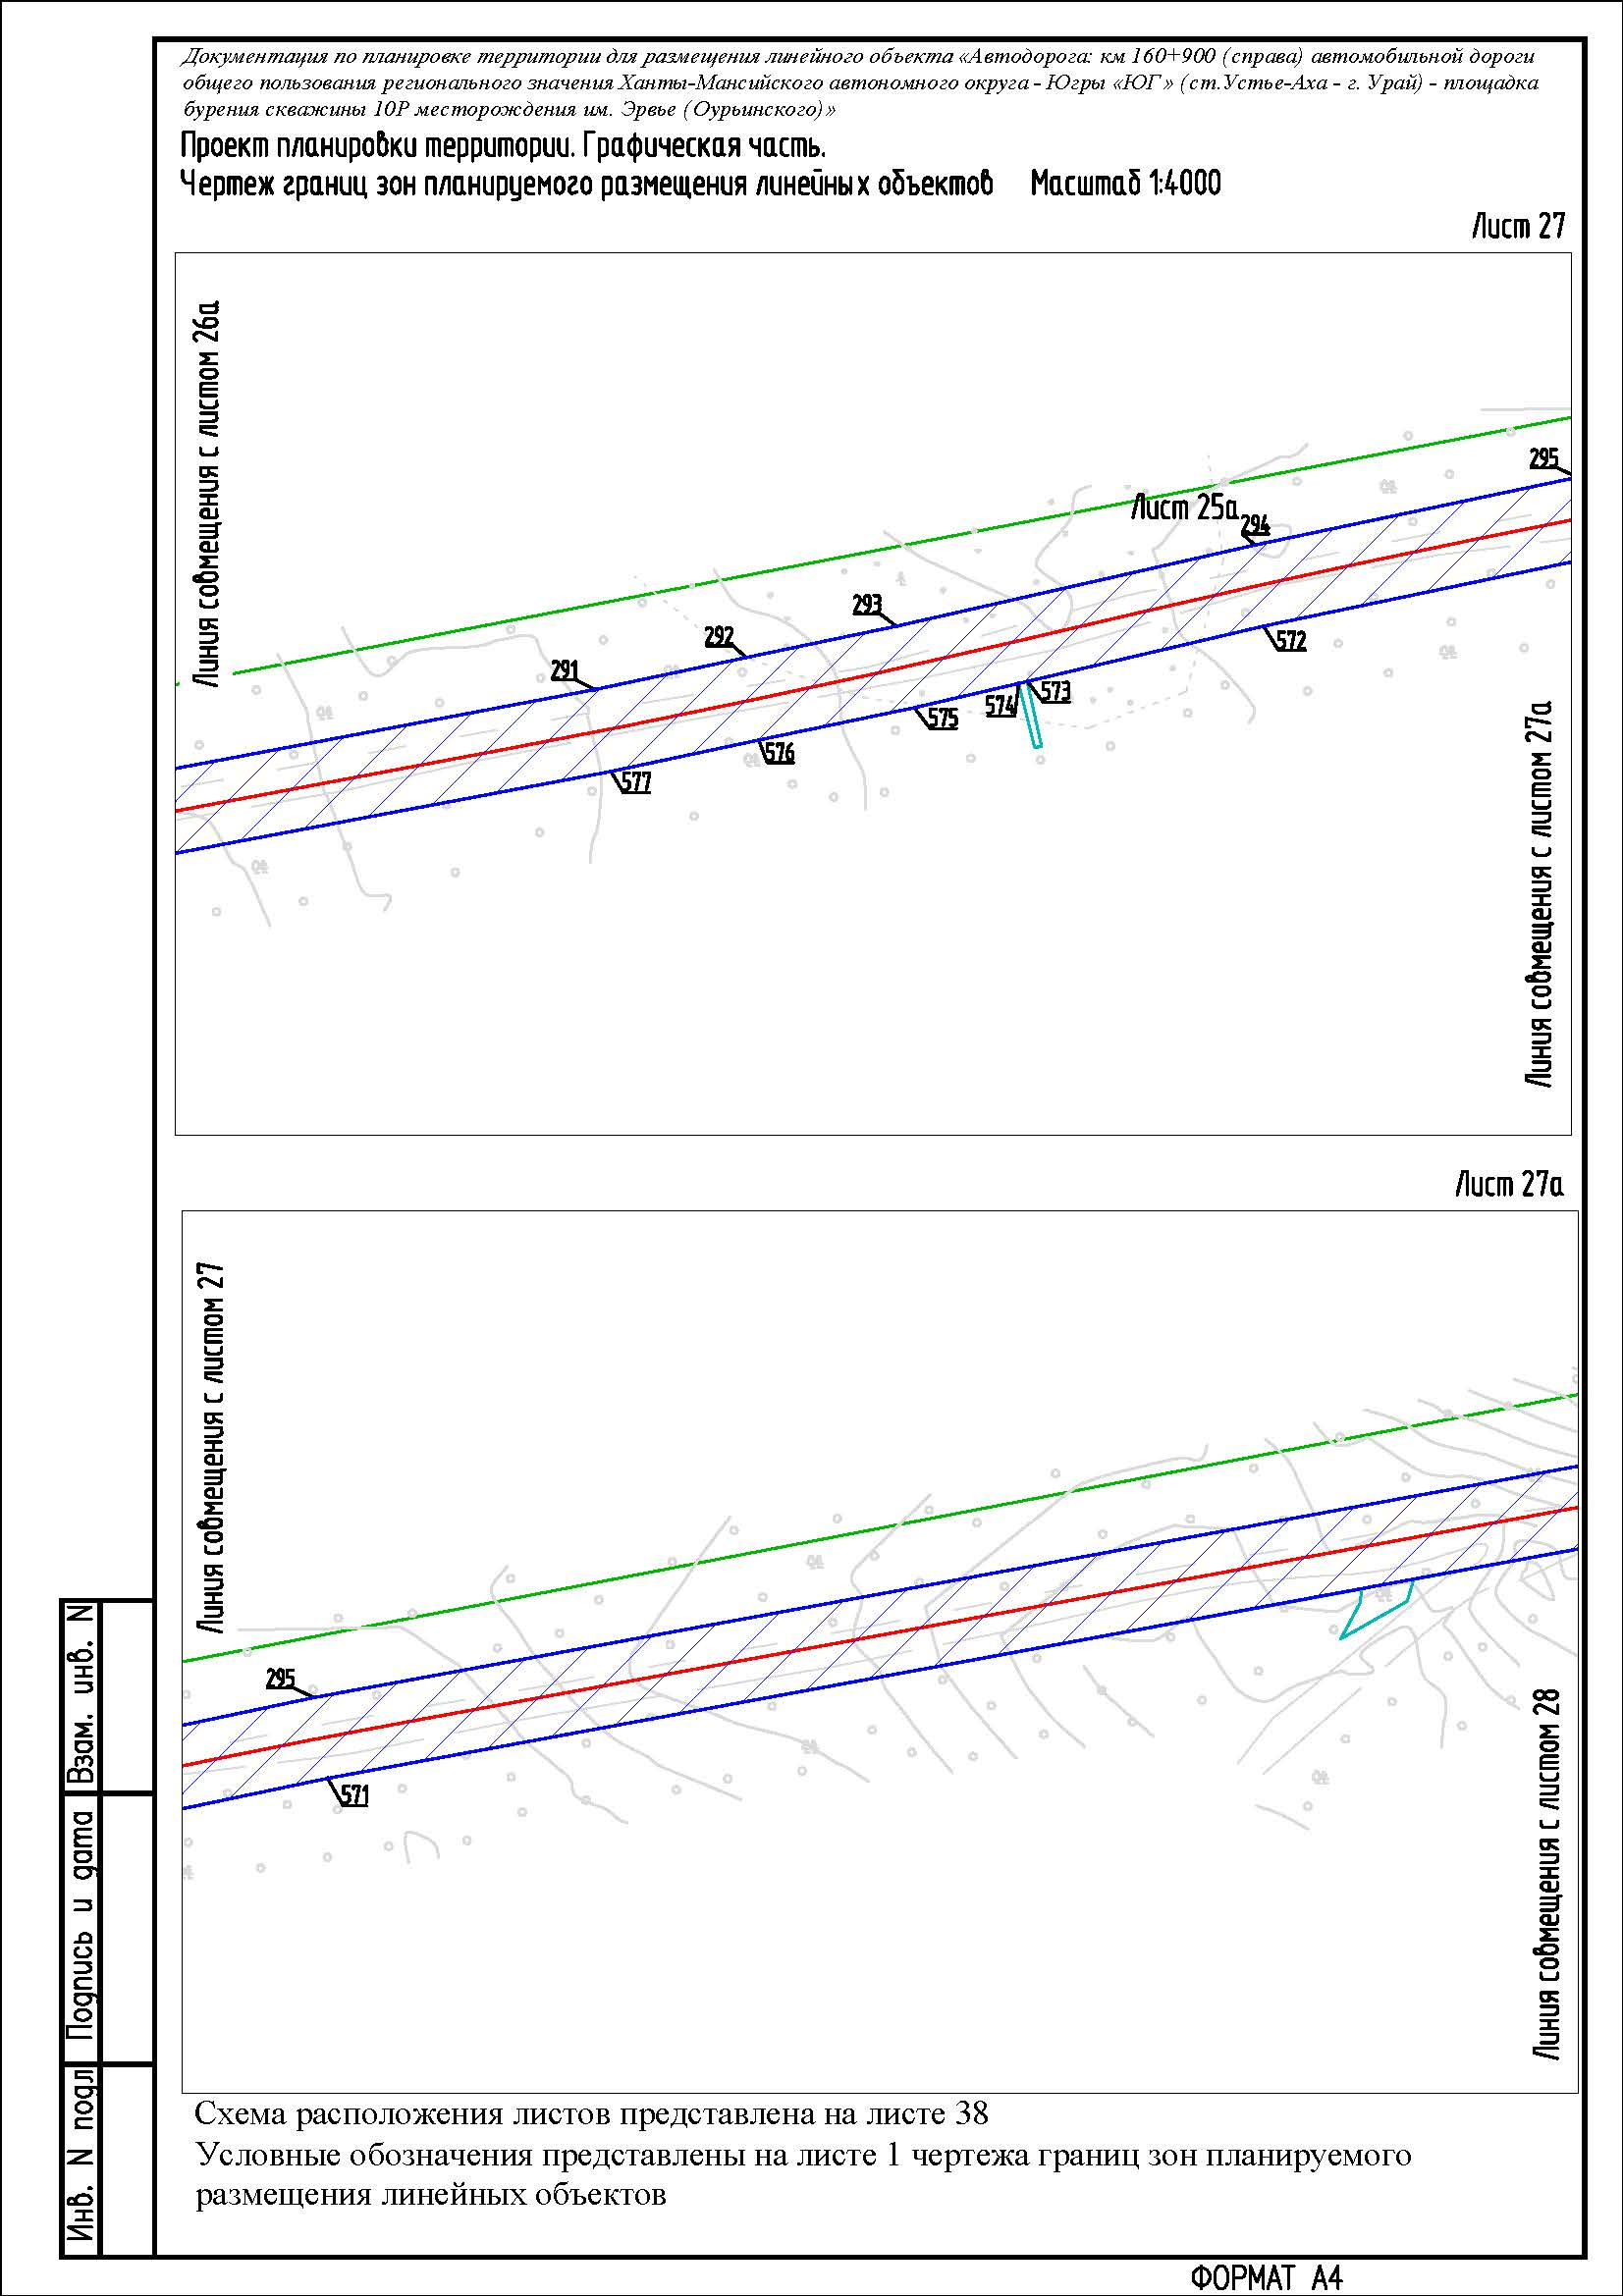 Документация по планировке территории для размещения линейного объекта «Автодорога: км 160+900 (справа) автомобильной дороги
общего пользования регионального значения Ханты-Мансийского автономного округа - Югры «ЮГ» (ст.Устье-Аха - г. Урай) - площадка
бурения скважины 10Р месторождения им. Эрвье (Оурьинского)»
Проект планировки территории. Графическая часть.
Чертеж границ зон планируемого размещения линейных объектов Масштаб 1:4000
Лист 27
Линия совмещения с листом 26а
295
Лист 25а
294
293
292
291
572
573
574
575
576
577
Линия совмещения с листом 27а
Лист 27а
Линия совмещения с листом 27
295
571
Линия совмещения с листом 28
Схема расположения листов представлена на листе 38
Условные обозначения представлены на листе 1 чертежа границ зон планируемого
размещения линейных объектов
Взам. инв. N
Подпись и дата
Инв. N подл
ФОРМАТ А4